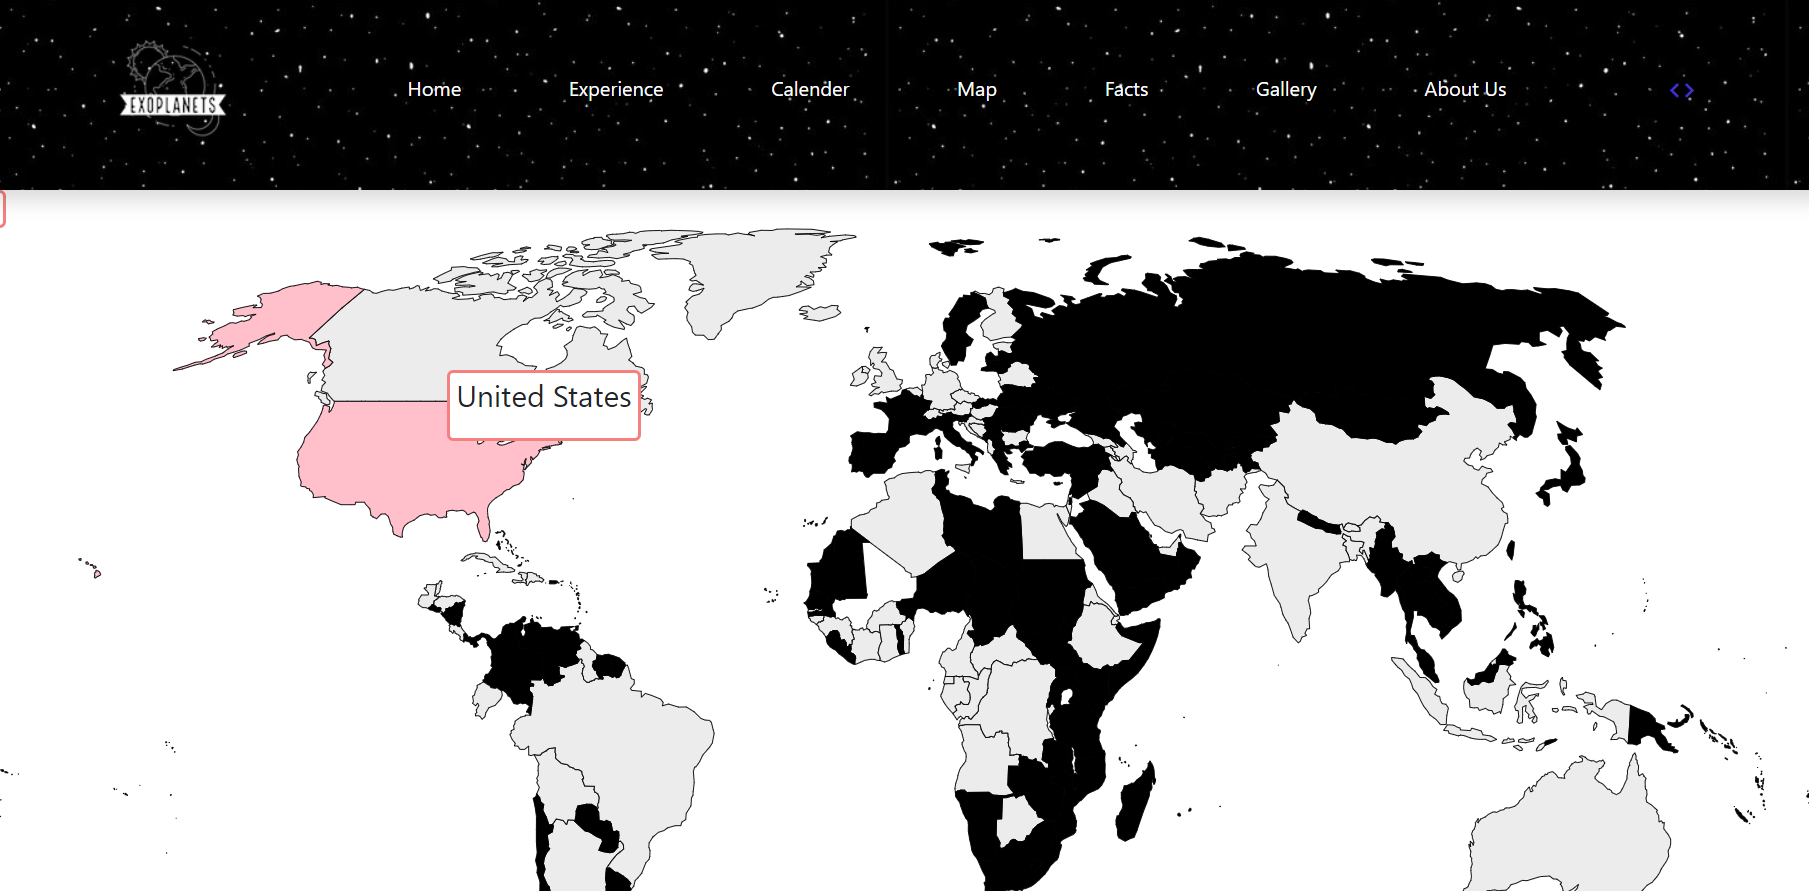 EXOPLANETS
Home Experience Calender Map Facts Gallery About Us
United States